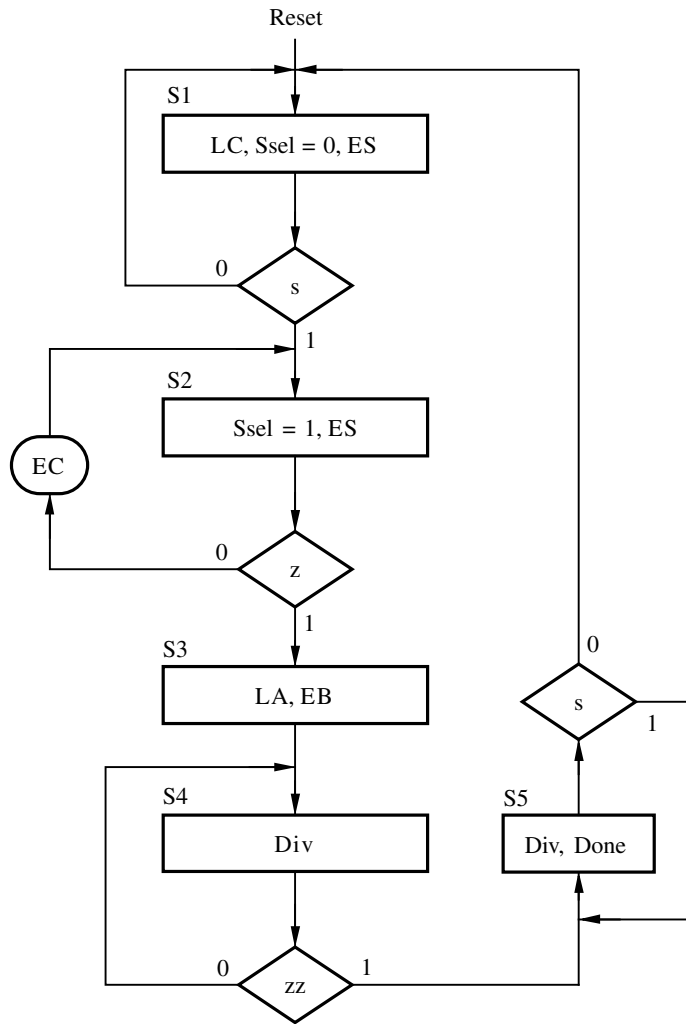 Reset
S1
LC, Ssel = 0, ES
0
s
1
S2
Ssel = 1, ES
EC
0
z
1
S3
LA, EB
0
s
1
S4
Div
S5
Div, Done
0
zz
1